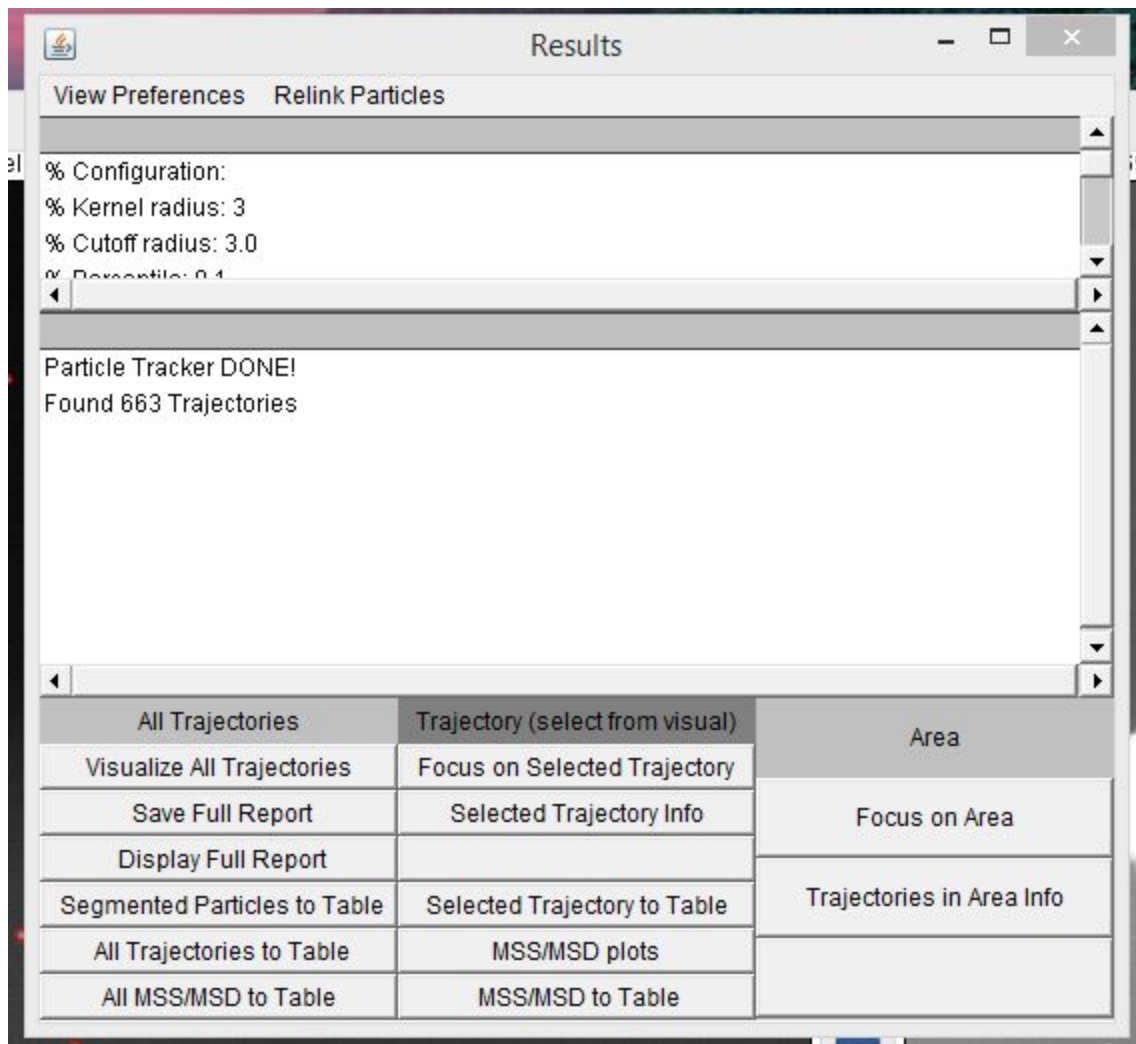 Results
View Preferences Relink Particles
% Configuration:
% Kernel radius: 3
% Cutoff radius: 3.0
% Percentile: 0.1
Particle Tracker DONE!
Found 663 Trajectories
All Trajectories
Visualize All Trajectories
Save Full Report
Display Full Report
Segmented Particles to Table
All Trajectories to Table
All MSS/MSD to Table
Trajectory (select from visual)
Focus on Selected Trajectory
Selected Trajectory Info
Selected Trajectory to Table
MSS/MSD plots
MSS/MSD to Table
Area
Focus on Area
Trajectories in Area Info